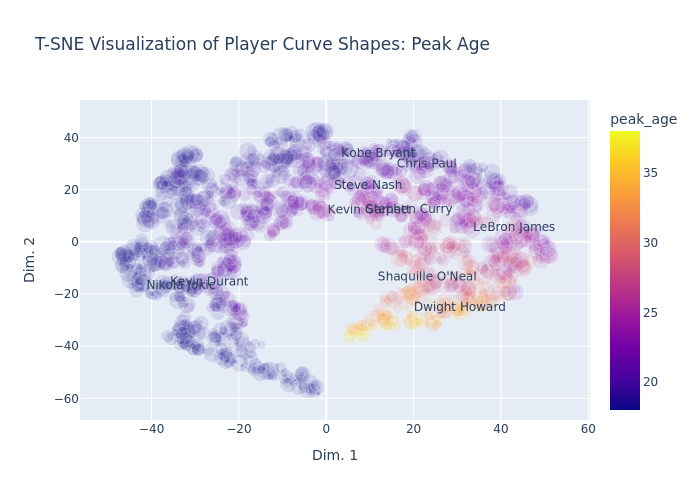 T-SNE Visualization of Player Curve Shapes: Peak Age
peak_age
40
20
0
−20
−40
−60
Dim. 2
−40
−20
0
20
40
60
Dim. 1
35
30
25
20
Kobe Bryant
Chris Paul
Steve Nash
Kevin Garnett
Stephen Curry
LeBron James
Shaquille O'Neal
Kevin Durant
Nikola Jokic
Dwight Howard